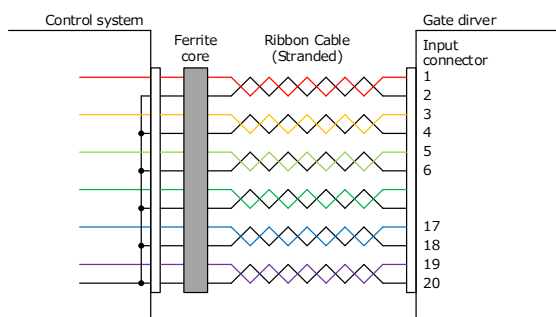 Control system
Gate dirver
Ferrite
core
Ribbon Cable
(Stranded)
Input
connector
1
2
3
4
5
6
17
18
19
20